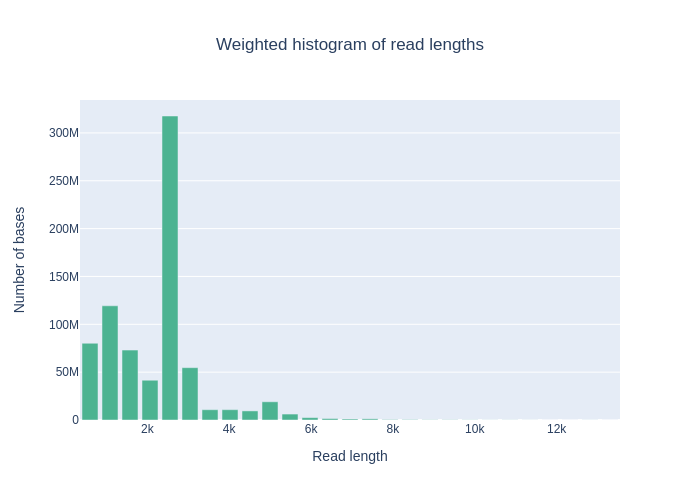 Weighted histogram of read lengths
300M
250M
200M
150M
100M
50M
0
2k 4k 6k 8k 10k 12k
Number of bases
Read length